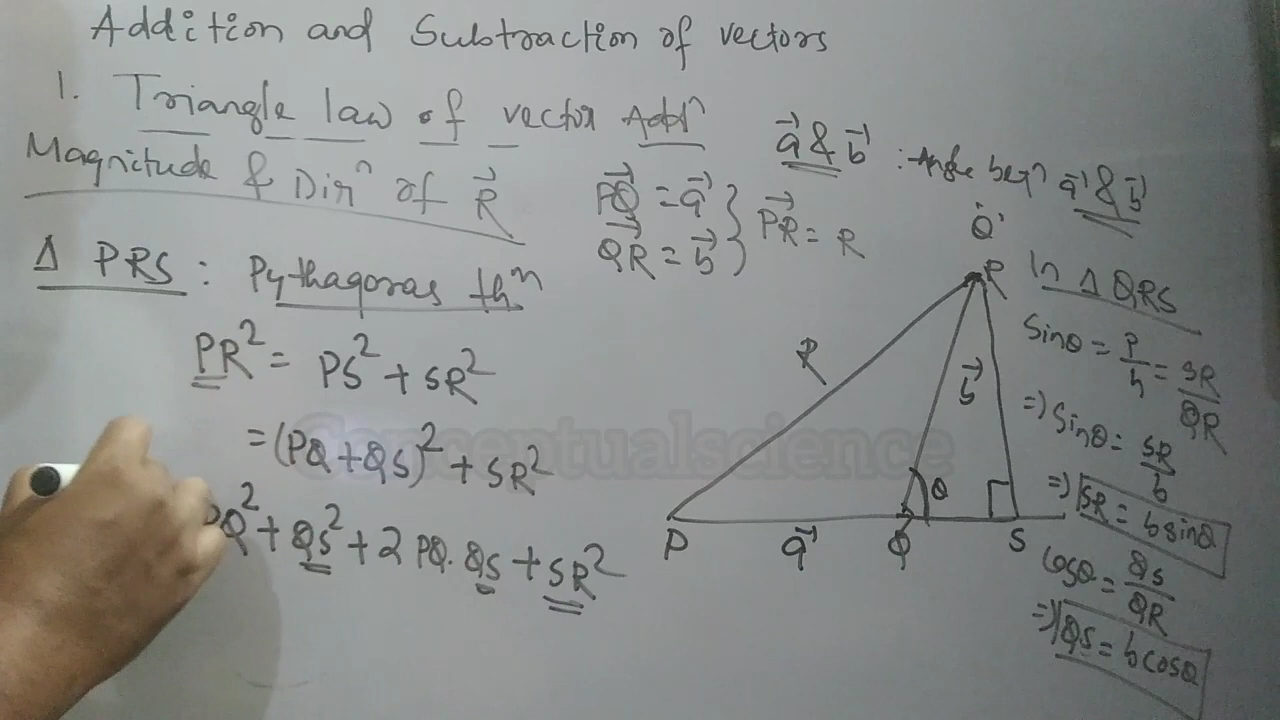 Addition and Subtraction of vectors
1. Triangle law of vector Addⁿ
Magnitude & Dirⁿ of R⃗
a⃗ & b⃗ : Angle betⁿ a⃗ & b⃗
θ
PQ⃗ = a⃗
QR⃗ = b⃗
} PR⃗ = R
Δ PRS : Pythagoras thᵐ
PR² = PS² + SR²
= (PQ + QS)² + SR²
PQ² + QS² + 2 PQ. QS + SR²
R
R
b⃗
θ
P
a⃗
Q
S
In Δ QRS
Sinθ = P/h = SR/QR
=) Sinθ = SR/b
=) SR = b sinθ
Cosθ = QS/QR
=) QS = b cosθ
Conceptualscience